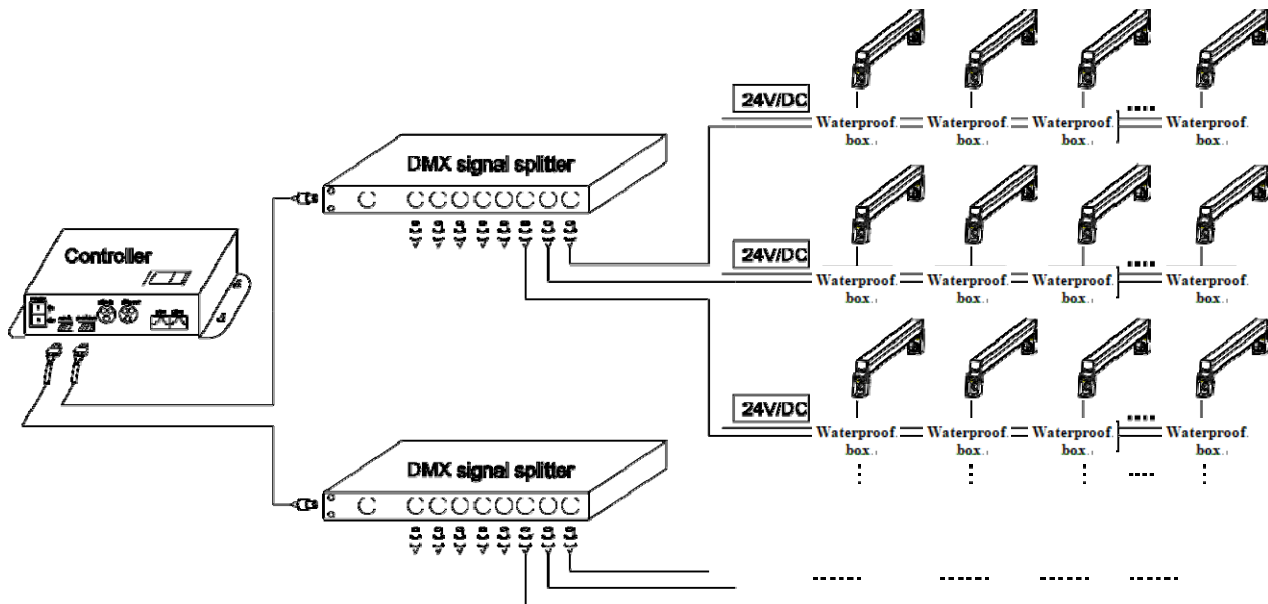 24V/DC
Waterproof. Waterproof. Waterproof. Waterproof.
box. box. box. box.
DMX signal splitter
Controller
24V/DC
Waterproof. Waterproof. Waterproof. Waterproof.
box. box. box. box.
24V/DC
Waterproof. Waterproof. Waterproof. Waterproof.
box. box. box. box.
DMX signal splitter